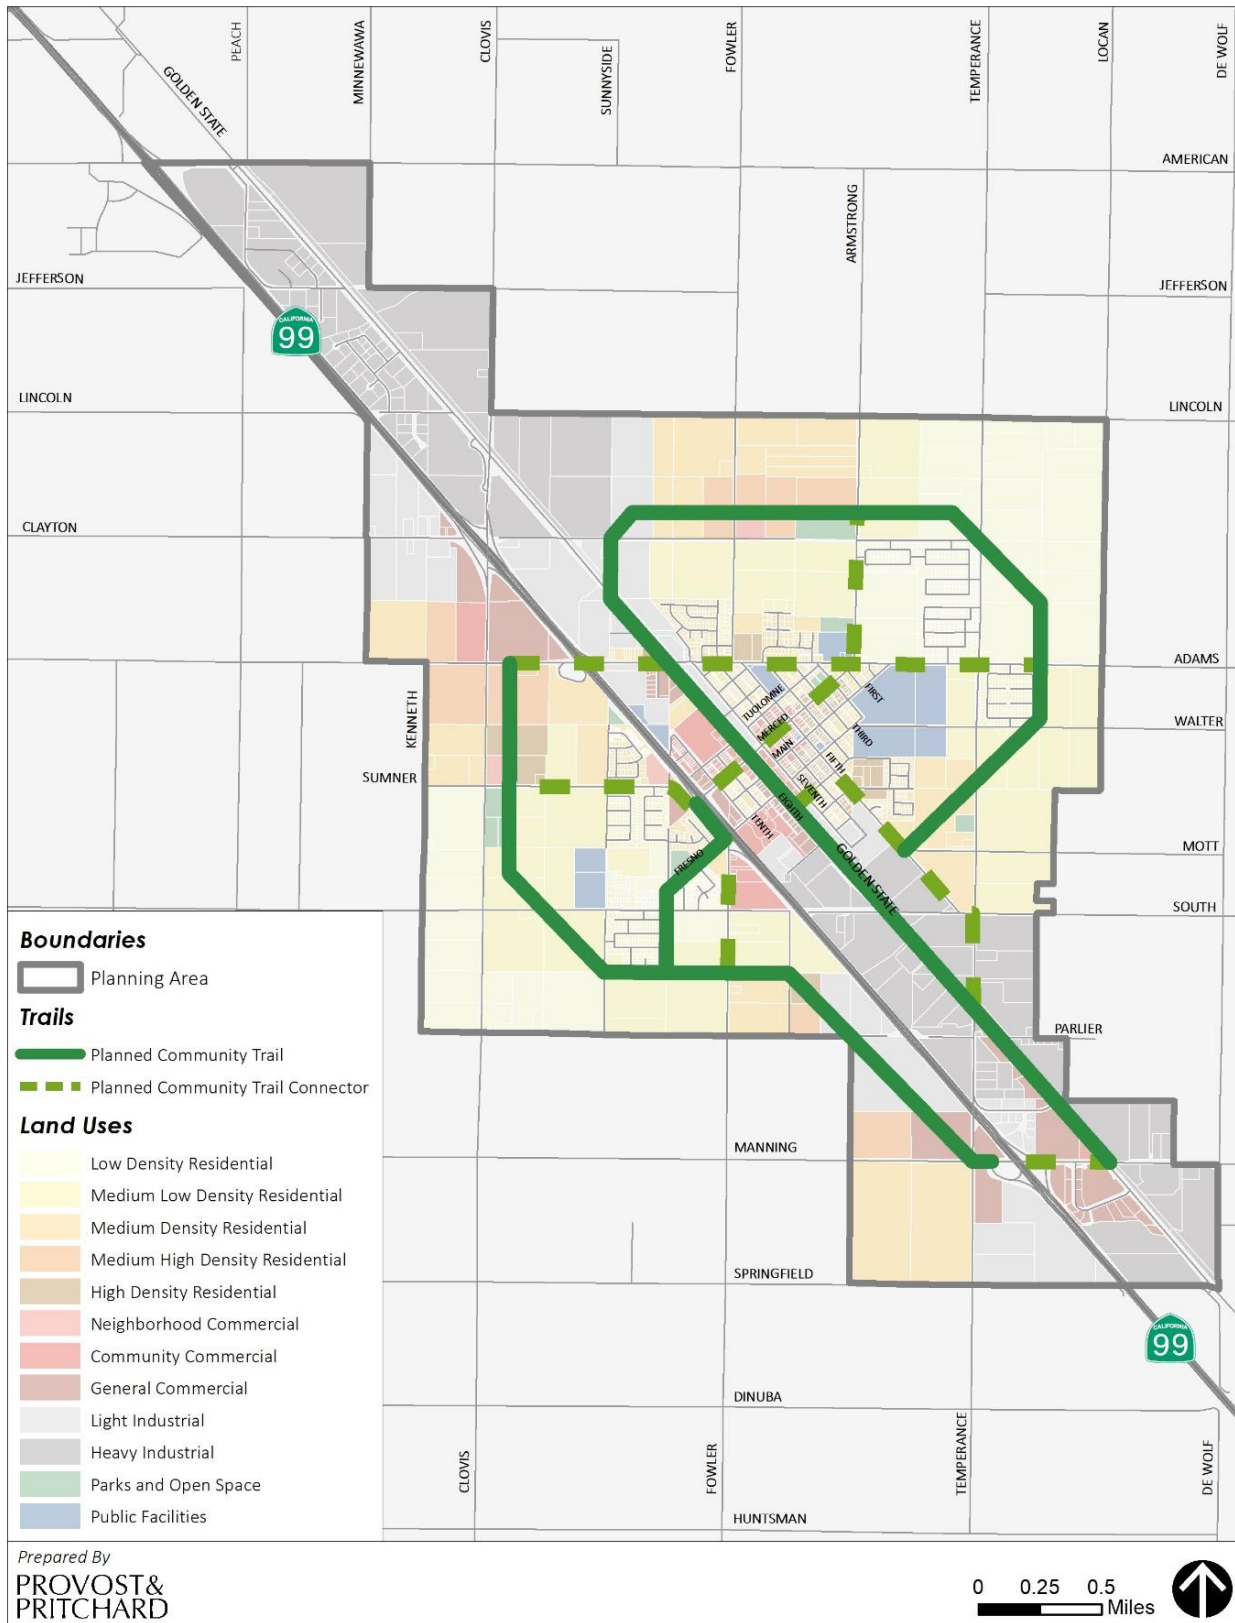 PEACH
MINNEWAWA
CLOVIS
SUNNYSIDE
FOWLER
TEMPERANCE
LOCAN
DE WOLF
GOLDEN STATE
AMERICAN
ARMSTRONG
JEFFERSON
JEFFERSON
CALIFORNIA
99
LINCOLN
LINCOLN
CLAYTON
ADAMS
KENNETH
TUOLOMNE
FIRST
MERCED
MAIN
THIRD
WALTER
FIFTH
SUMNER
SEVENTH
EIGHTH
TENTH
FRESNO
GOLDEN STATE
MOTT
SOUTH
PARLIER
MANNING
SPRINGFIELD
CALIFORNIA
99
DINUBA
CLOVIS
FOWLER
TEMPERANCE
DE WOLF
HUNTSMAN
Boundaries
Planning Area
Trails
Planned Community Trail
Planned Community Trail Connector
Land Uses
Low Density Residential
Medium Low Density Residential
Medium Density Residential
Medium High Density Residential
High Density Residential
Neighborhood Commercial
Community Commercial
General Commercial
Light Industrial
Heavy Industrial
Parks and Open Space
Public Facilities
Prepared By
PROVOST&
PRITCHARD
0 0.25 0.5
Miles